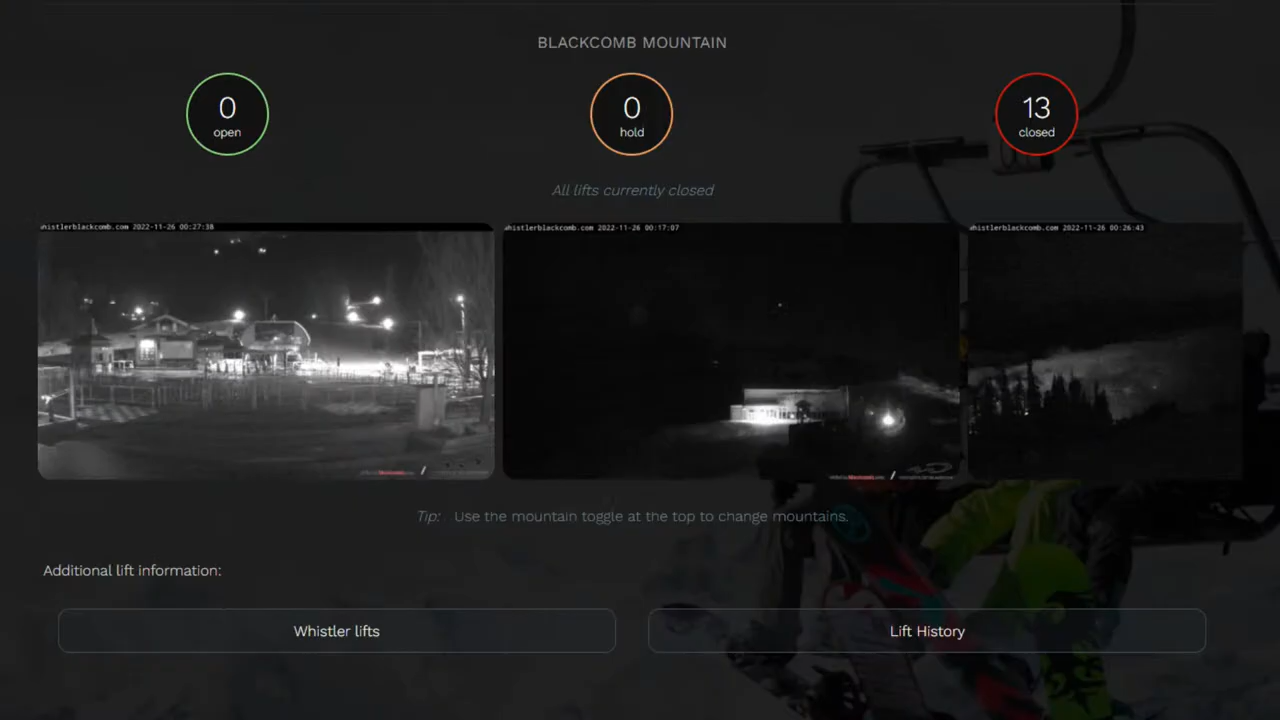 BLACKCOMB MOUNTAIN
0
open
0
hold
13
closed
All lifts currently closed
whistlerblackcomb.com 2022-11-26 00:27:38
whistlerblackcomb.com 2022-11-26 00:17:07
whistlerblackcomb.com 2022-11-26 00:26:43
Tip: Use the mountain toggle at the top to change mountains.
Additional lift information:
Whistler lifts
Lift History